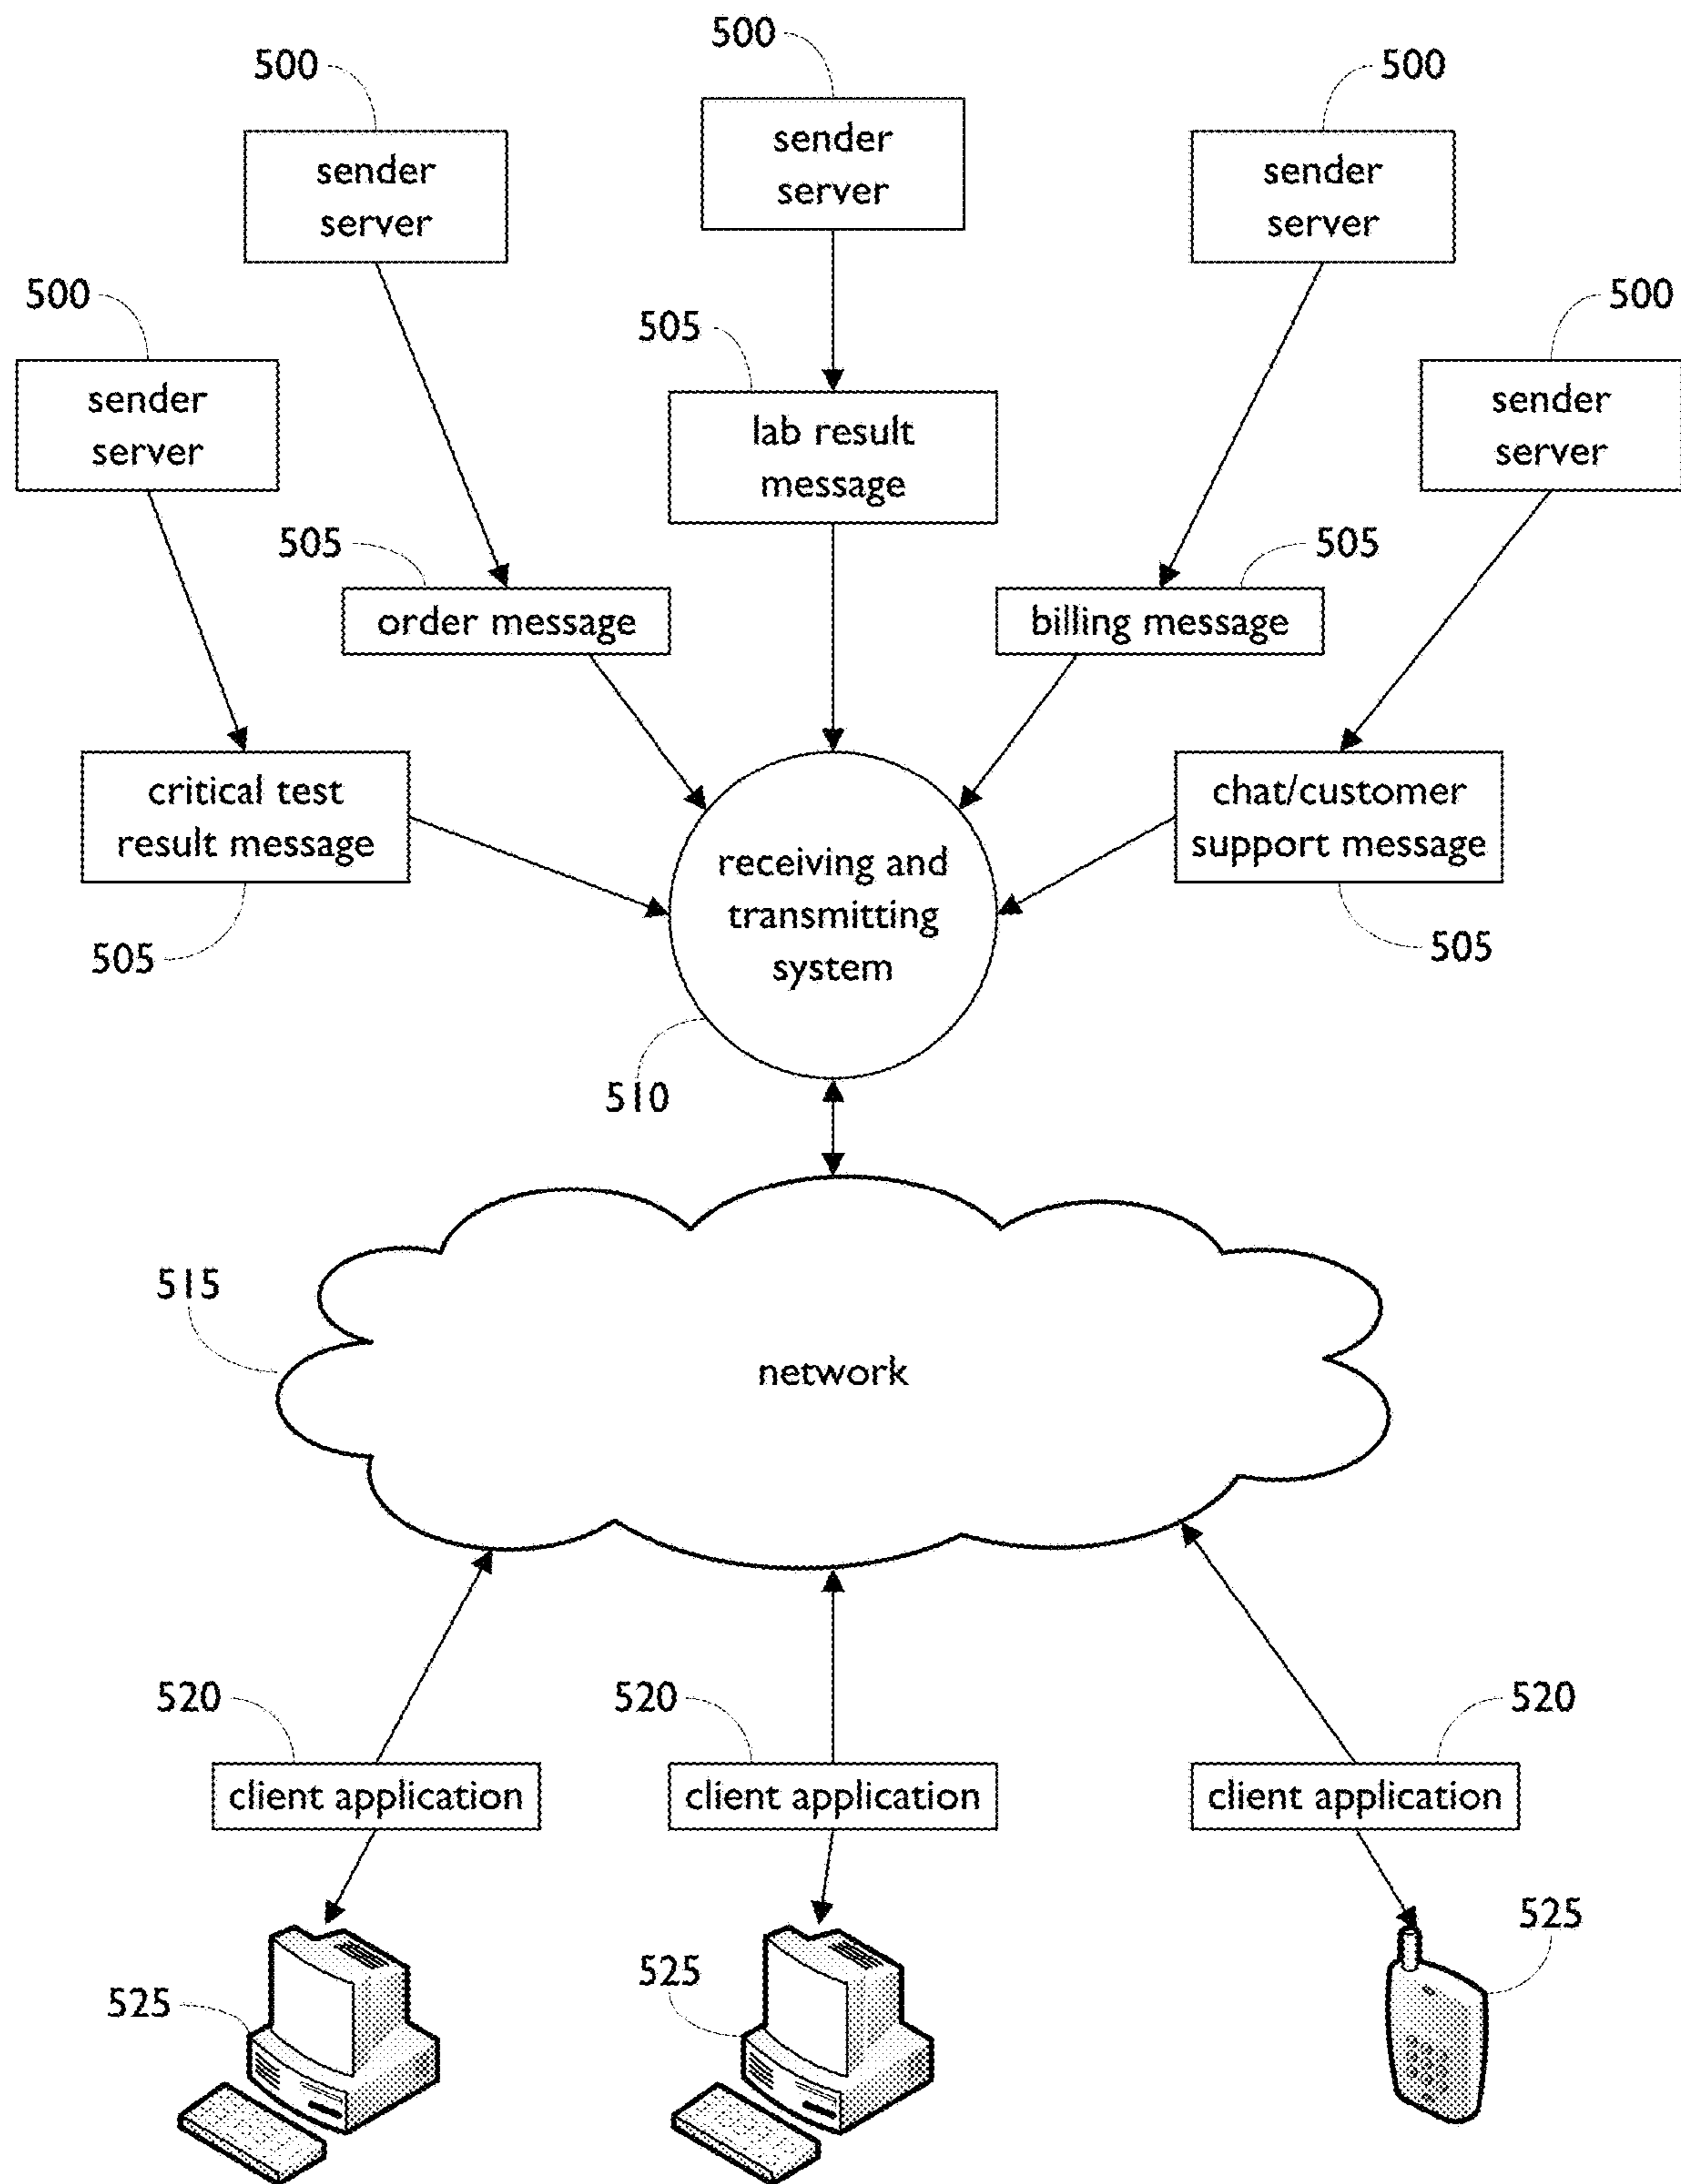 500
500
500
sender
server
sender
server
sender
server
500
500
505
sender
server
lab result
message
sender
server
505
505
order message
billing message
critical test
result message
chat/customer
support message
receiving and
transmitting
system
505
505
510
515
network
520
520
520
client application
client application
client application
525
525
525